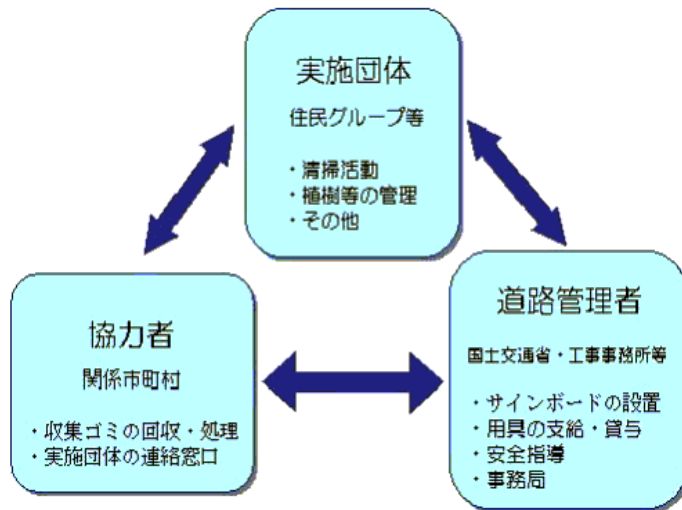 実施団体
住民グループ等
・清掃活動
・植樹等の管理
・その他
協力者
関係市町村
・収集ゴミの回収・処理
・実施団体の連絡窓口
道路管理者
国土交通省・工事事務所等
・サインボードの設置
・用具の支給・貸与
・安全指導
・事務局